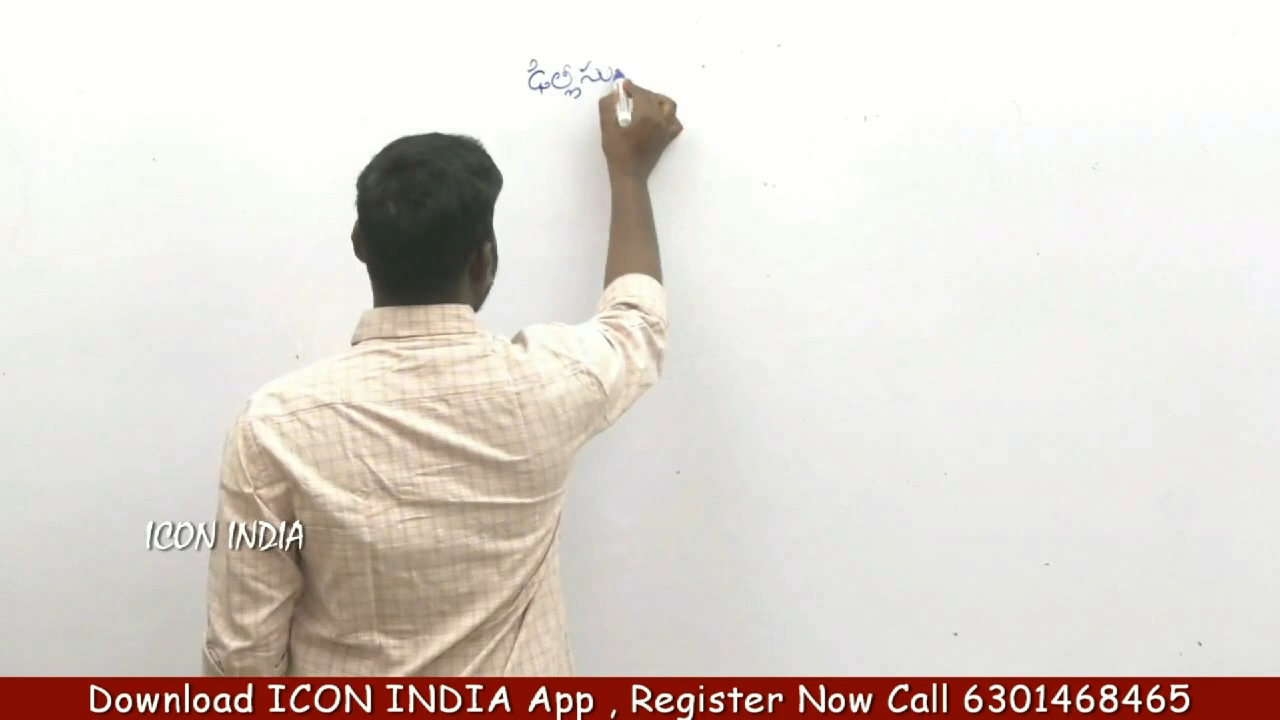 ఢిల్లీసు
ICON INDIA
Download ICON INDIA App , Register Now Call 6301468465